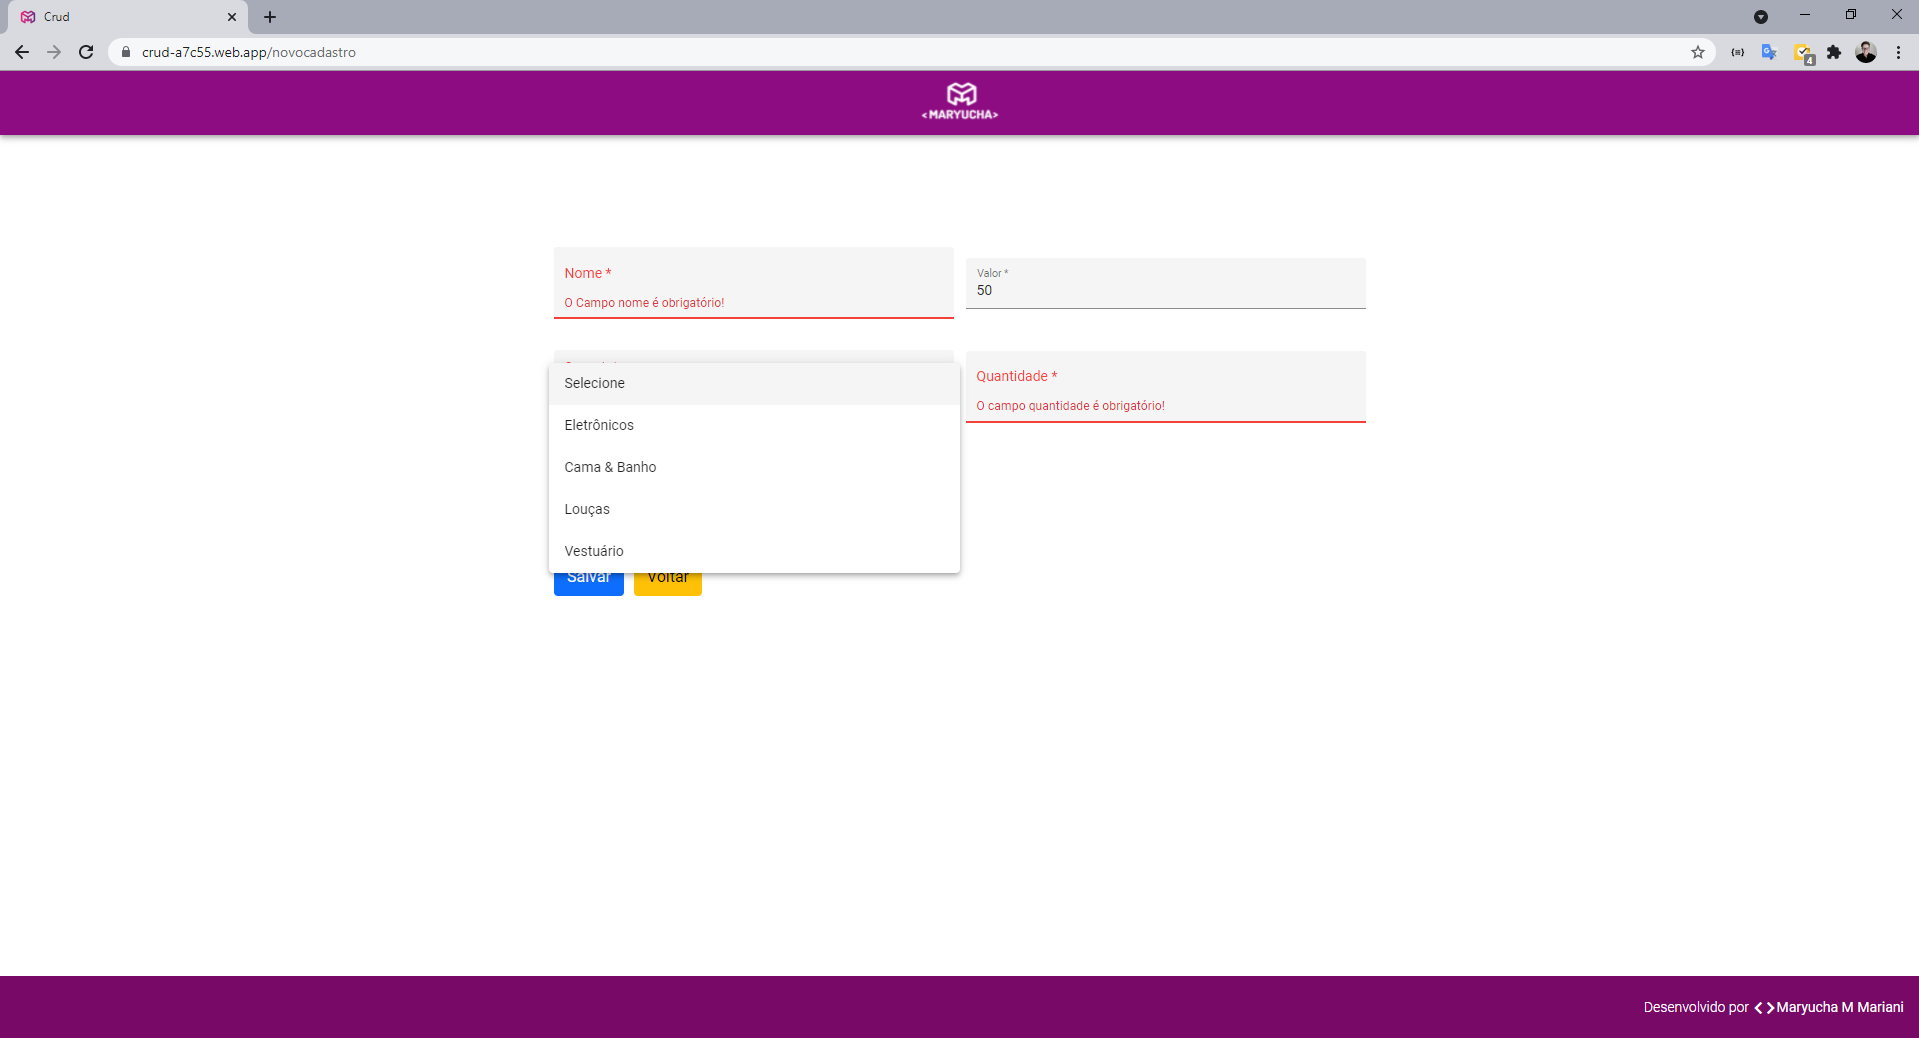 Crud
crud-a7c55.web.app/novocadastro
4
<MARYUCHA>
Nome *
O Campo nome é obrigatório!
Valor *
50
Selecione
Eletrônicos
Cama & Banho
Louças
Vestuário
Quantidade *
O campo quantidade é obrigatório!
Salvar
Voltar
Desenvolvido por <>Maryucha M Mariani